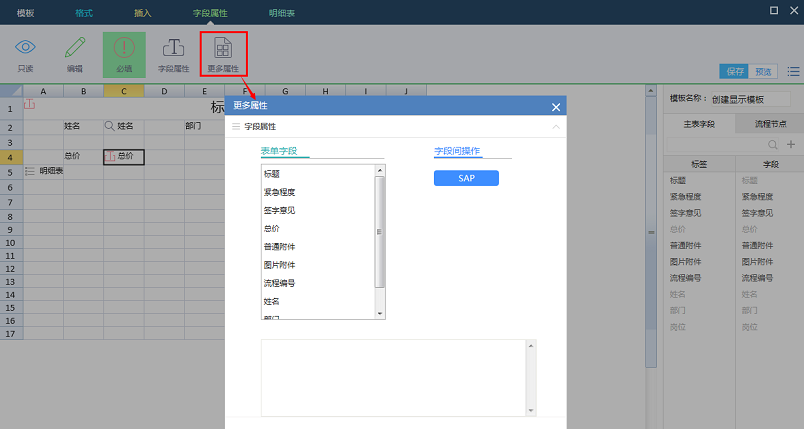 模板 格式 插入 字段属性 明细表
只读 编辑 必填 字段属性 更多属性
保存 预览
A B C D E F G H I J
1 标
2 姓名 姓名 部门
3
4 总价 总价
5 明细表
6
7
8
9
10
11
12
13
14
15
16
17
更多属性
字段属性
表单字段 字段间操作
SAP
标题
紧急程度
签字意见
总价
普通附件
图片附件
流程编号
姓名
部门
模板名称： 创建显示模板
主表字段 流程节点
标签 字段
标题 标题
紧急程度 紧急程度
签字意见 签字意见
总价 总价
普通附件 普通附件
图片附件 图片附件
流程编号 流程编号
姓名 姓名
部门 部门
岗位 岗位